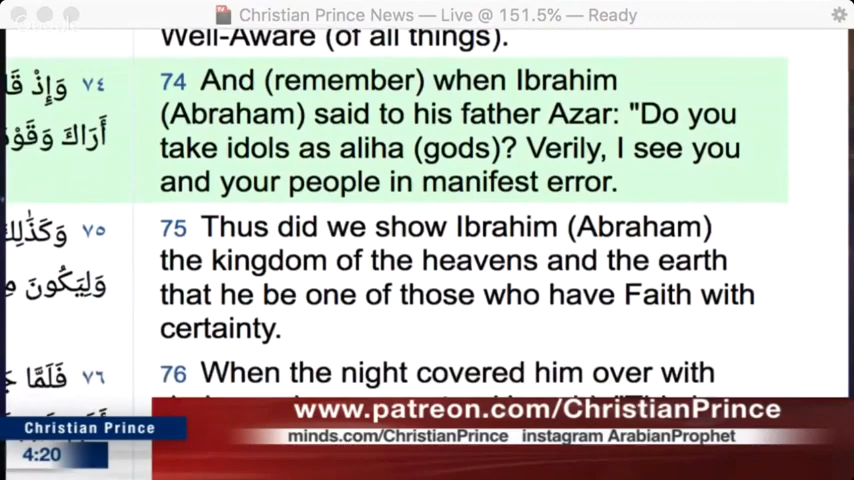 Christian Prince News — Live @ 151.5% — Ready
Well-Aware (of all things).
74 And (remember) when Ibrahim
(Abraham) said to his father Azar: "Do you
take idols as aliha (gods)? Verily, I see you
and your people in manifest error.
٧٤ وَإِذْ
أَرَاكَ وَقَوْمَ
75 Thus did we show Ibrahim (Abraham)
the kingdom of the heavens and the earth
that he be one of those who have Faith with
certainty.
٧٥ وَكَذَٰلِكَ
وَلِيَكُونَ
76 When the night covered him over with
٧٦ فَلَمَّا
www.patreon.com/ChristianPrince
minds.com/ChristianPrince instagram ArabianProphet
Christian Prince
4:20